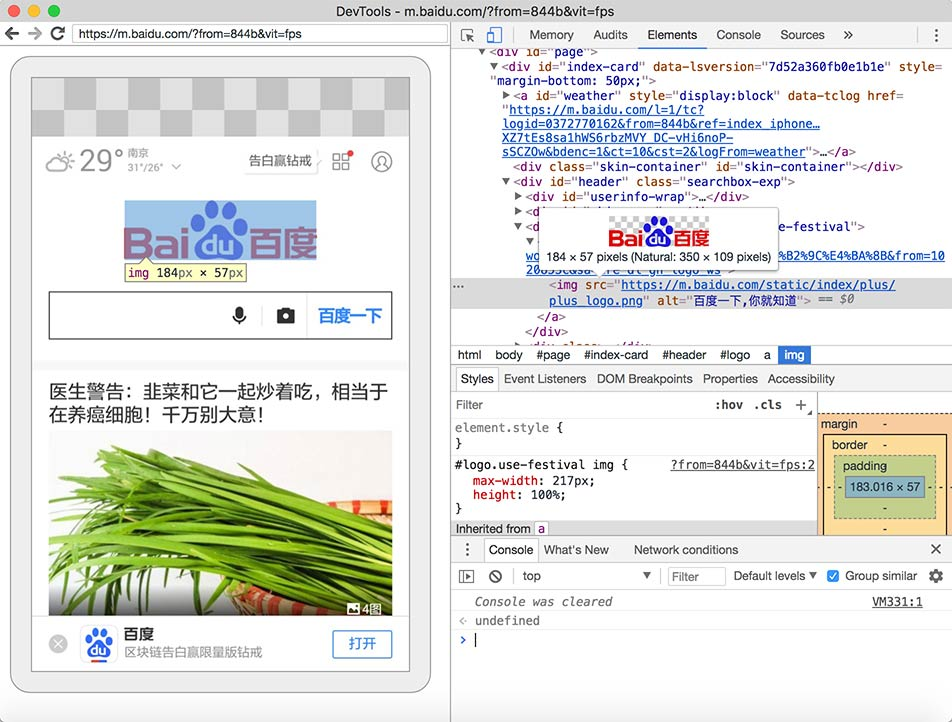 DevTools - m.baidu.com/?from=844b&vit=fps
https://m.baidu.com/?from=844b&vit=fps
Memory Audits Elements Console Sources »
29° 南京
31°/26°
告白赢钻戒
Bai du 百度
img 184px × 57px
百度一下
医生警告：韭菜和它一起炒着吃，相当于
在养癌细胞！千万别大意！
4图
百度
区块链告白赢限量版钻戒
打开
▼<div id="page">
▼<div id="index-card" data-lsversion="7d52a360fb0e1b1e" style=
"margin-bottom: 50px;">
▶<a id="weather" style="display:block" data-tclog href=
"https://m.baidu.com/l=1/tc?
logid=0372770162&from=844b&ref=index_iphone…
XZ7tEs8sa1hWS6rbzMVY_DC-vHi6noP-
sSCZOw&bdenc=1&ct=10&cst=2&logFrom=weather">…</a>
<div class="skin-container" id="skin-container"></div>
▼<div id="header" class="searchbox-exp">
▶<div id="userinfo-wrap">…</div>
▶<d
▼<d
e-festival">
Bai du 百度
184 × 57 pixels (Natural: 350 × 109 pixels)
%B2%9C%E4%BA%8B&from=10
<img src="https://m.baidu.com/static/index/plus/
plus_logo.png" alt="百度一下,你就知道"> == $0
</a>
</div>
html body #page #index-card #header #logo a img
Styles Event Listeners DOM Breakpoints Properties Accessibility
Filter :hov .cls +
element.style {
}
#logo.use-festival img { ?from=844b&vit=fps:2
max-width: 217px;
height: 100%;
}
Inherited from a
margin -
border -
padding
183.016 × 57
-
-
Console What's New Network conditions
top Filter Default levels ▼ Group similar
Console was cleared VM331:1
undefined